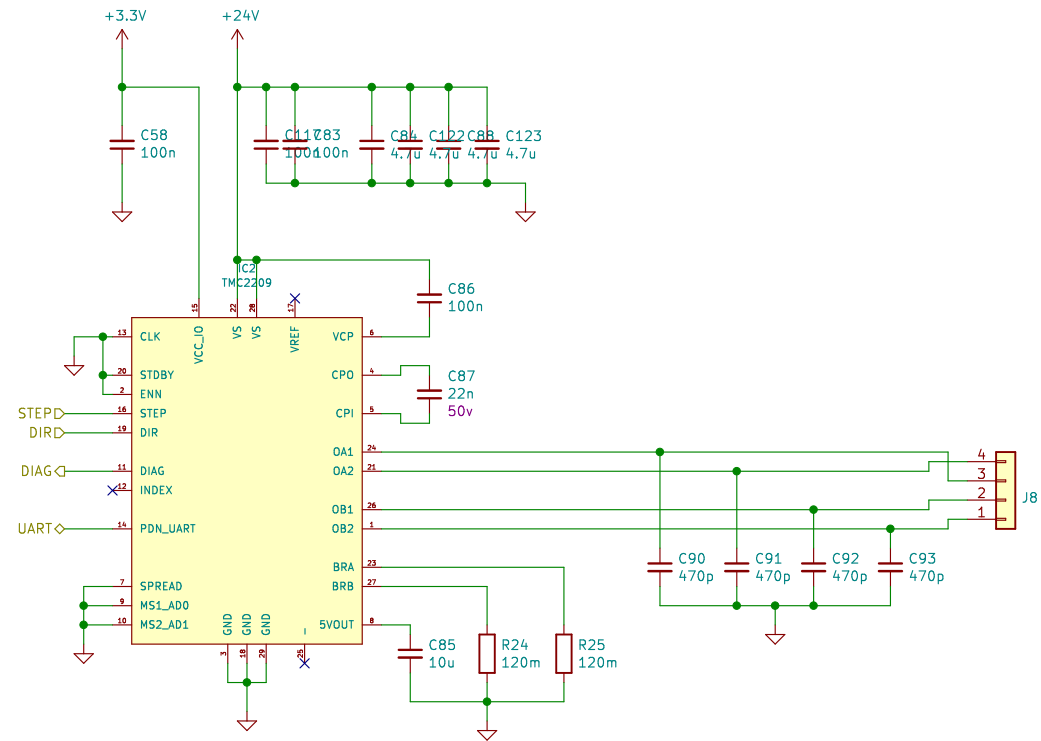 +3.3V
+24V
C58
100n
C117
100n
C83
100n
C84
4.7u
C122
4.7u
C88
4.7u
C123
4.7u
IC2
TMC2209
C86
100n
15
22
28
17
VCC_IO
VS
VS
VREF
13
CLK
20
STDBY
2
ENN
STEP
16
STEP
DIR
19
DIR
DIAG
11
DIAG
12
INDEX
UART
14
PDN_UART
7
SPREAD
9
MS1_AD0
10
MS2_AD1
VCP
6
CPO
4
CPI
5
C87
22n
50v
OA1
24
OA2
21
OB1
26
OB2
1
BRA
23
BRB
27
5VOUT
8
GND
GND
GND
-
3
18
29
25
4
3
2
1
J8
C90
470p
C91
470p
C92
470p
C93
470p
C85
10u
R24
120m
R25
120m